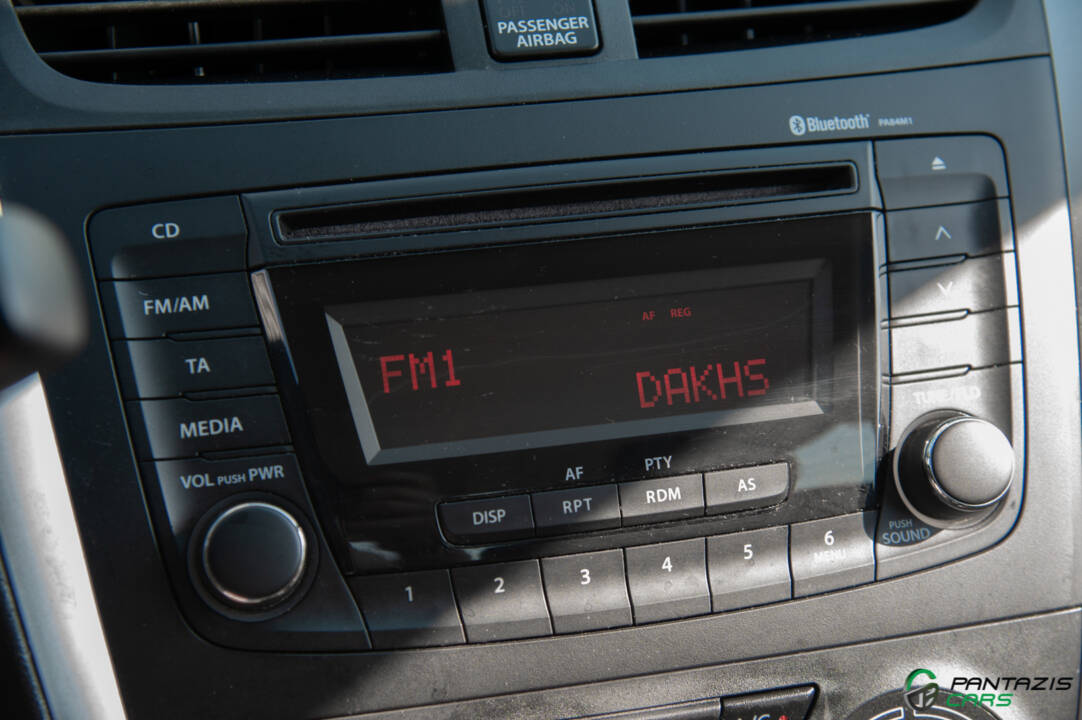 PASSENGER
AIRBAG
Bluetooth PA84M1
CD
FM/AM
TA
MEDIA
VOL PUSH PWR
AF REG
FM1
DAKHS
AF
PTY
DISP
RPT
RDM
AS
1
2
3
4
5
6
MENU
TUNE/FLD
PUSH
SOUND
PANTAZIS
CARS